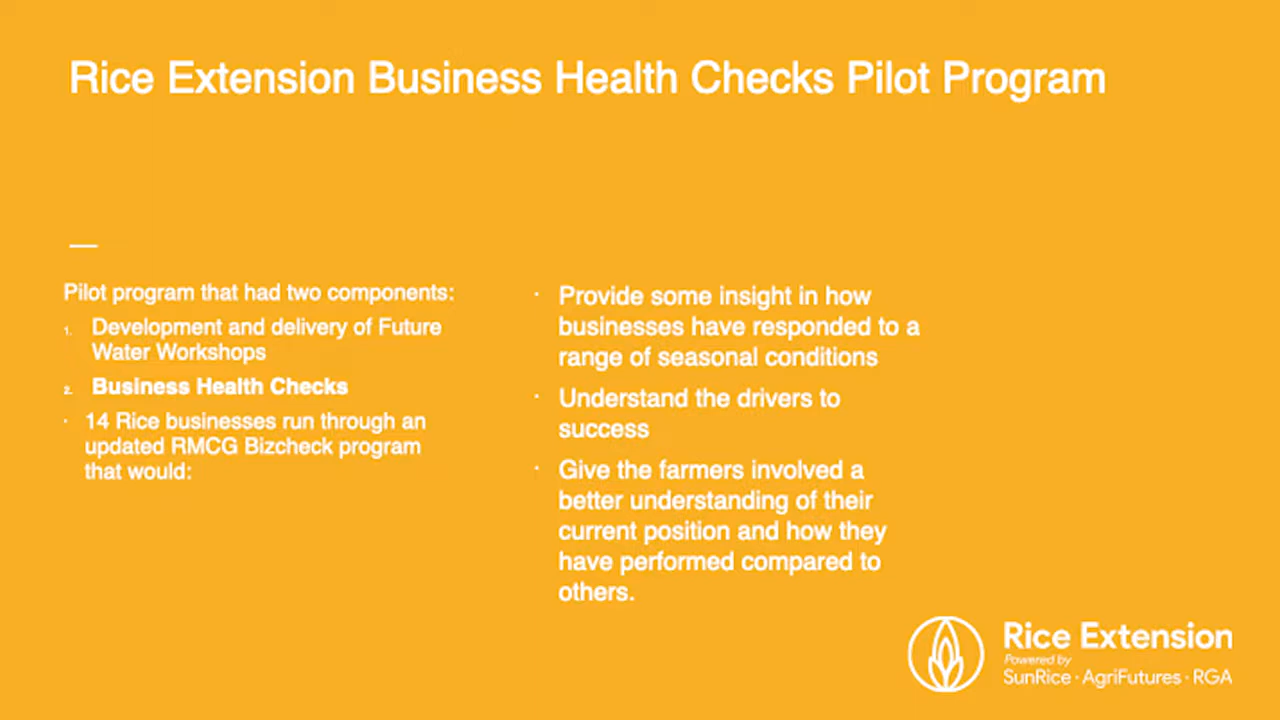 Rice Extension Business Health Checks Pilot Program
Pilot program that had two components:
1. Development and delivery of Future
Water Workshops
2. Business Health Checks
· 14 Rice businesses run through an
updated RMCG Bizcheck program
that would:
· Provide some insight in how
businesses have responded to a
range of seasonal conditions
· Understand the drivers to
success
· Give the farmers involved a
better understanding of their
current position and how they
have performed compared to
others.
Rice Extension
Powered by
SunRice · AgriFutures · RGA